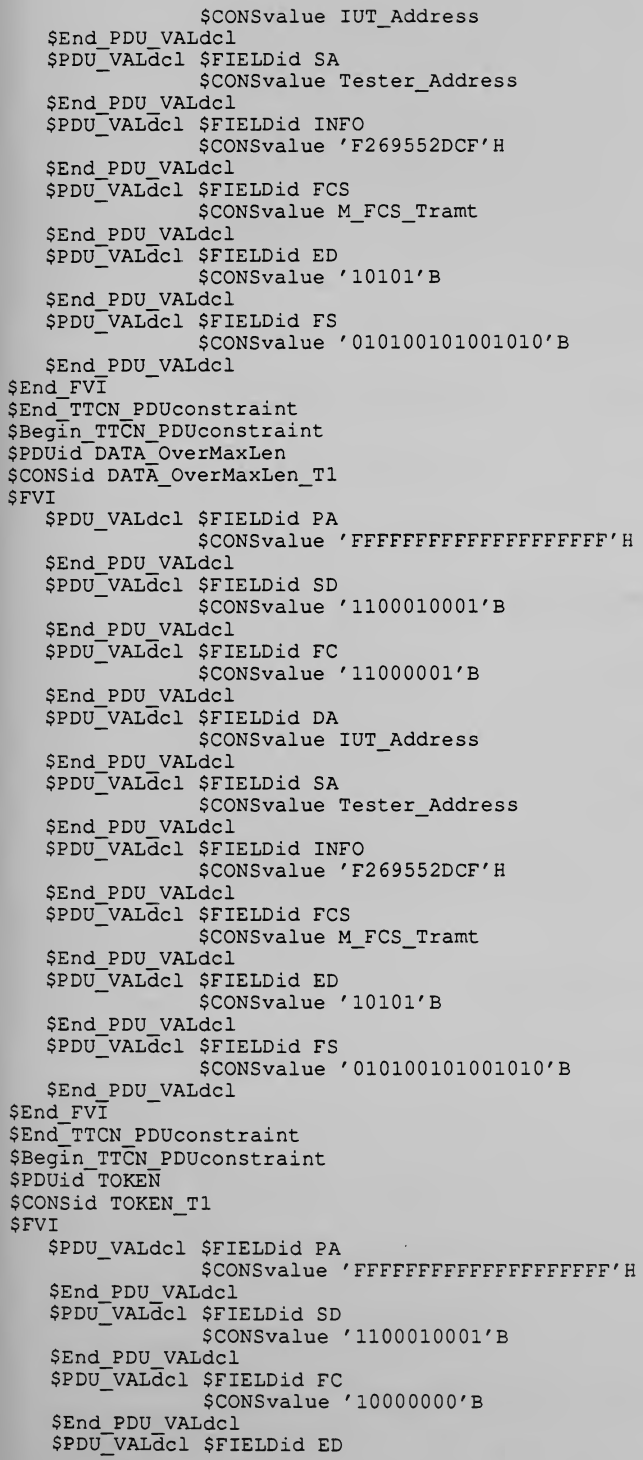 $CONSvalue IUT_Address
$End_PDU_VALdcl
$PDU_VALdcl $FIELDid SA
$CONSvalue Tester_Address
$End_PDU_VALdcl
$PDU_VALdcl $FIELDid INFO
$CONSvalue 'F269552DCF'H
$End_PDU_VALdcl
$PDU_VALdcl $FIELDid FCS
$CONSvalue M_FCS_Tramt
$End_PDU_VALdcl
$PDU_VALdcl $FIELDid ED
$CONSvalue '10101'B
$End_PDU_VALdcl
$PDU_VALdcl $FIELDid FS
$CONSvalue '010100101001010'B
$End_PDU_VALdcl
$End_FVI
$End_TTCN_PDUconstraint
$Begin_TTCN_PDUconstraint
$PDUid DATA_OverMaxLen
$CONSid DATA_OverMaxLen_T1
$FVI
$PDU_VALdcl $FIELDid PA
$CONSvalue 'FFFFFFFFFFFFFFFFFFFF'H
$End_PDU_VALdcl
$PDU_VALdcl $FIELDid SD
$CONSvalue '1100010001'B
$End_PDU_VALdcl
$PDU_VALdcl $FIELDid FC
$CONSvalue '11000001'B
$End_PDU_VALdcl
$PDU_VALdcl $FIELDid DA
$CONSvalue IUT_Address
$End_PDU_VALdcl
$PDU_VALdcl $FIELDid SA
$CONSvalue Tester_Address
$End_PDU_VALdcl
$PDU_VALdcl $FIELDid INFO
$CONSvalue 'F269552DCF'H
$End_PDU_VALdcl
$PDU_VALdcl $FIELDid FCS
$CONSvalue M_FCS_Tramt
$End_PDU_VALdcl
$PDU_VALdcl $FIELDid ED
$CONSvalue '10101'B
$End_PDU_VALdcl
$PDU_VALdcl $FIELDid FS
$CONSvalue '010100101001010'B
$End_PDU_VALdcl
$End_FVI
$End_TTCN_PDUconstraint
$Begin_TTCN_PDUconstraint
$PDUid TOKEN
$CONSid TOKEN_T1
$FVI
$PDU_VALdcl $FIELDid PA
$CONSvalue 'FFFFFFFFFFFFFFFFFFFF'H
$End_PDU_VALdcl
$PDU_VALdcl $FIELDid SD
$CONSvalue '1100010001'B
$End_PDU_VALdcl
$PDU_VALdcl $FIELDid FC
$CONSvalue '10000000'B
$End_PDU_VALdcl
$PDU_VALdcl $FIELDid ED